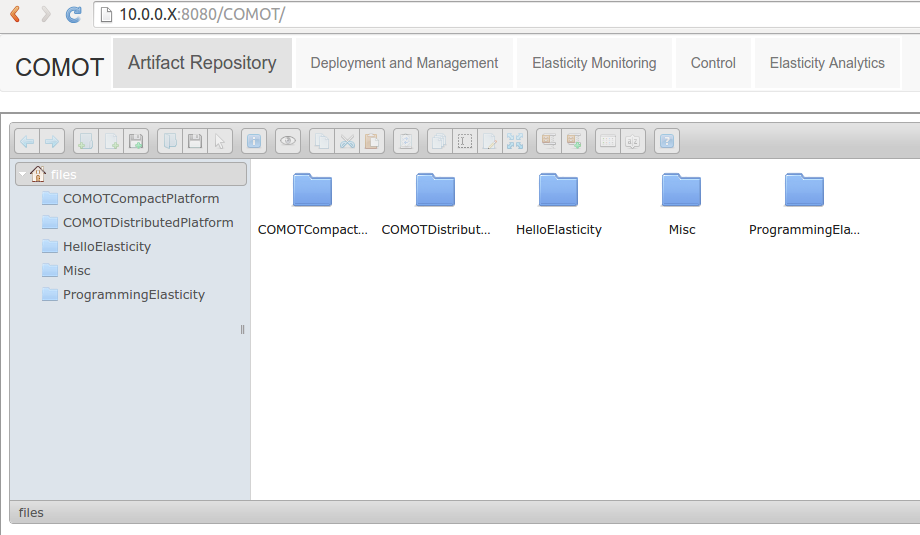 10.0.0.X:8080/COMOT/
COMOT Artifact Repository Deployment and Management Elasticity Monitoring Control Elasticity Analytics
files
COMOTCompactPlatform
COMOTDistributedPlatform
HelloElasticity
Misc
ProgrammingElasticity
COMOTCompact... COMOTDistribut... HelloElasticity Misc ProgrammingEla...
files